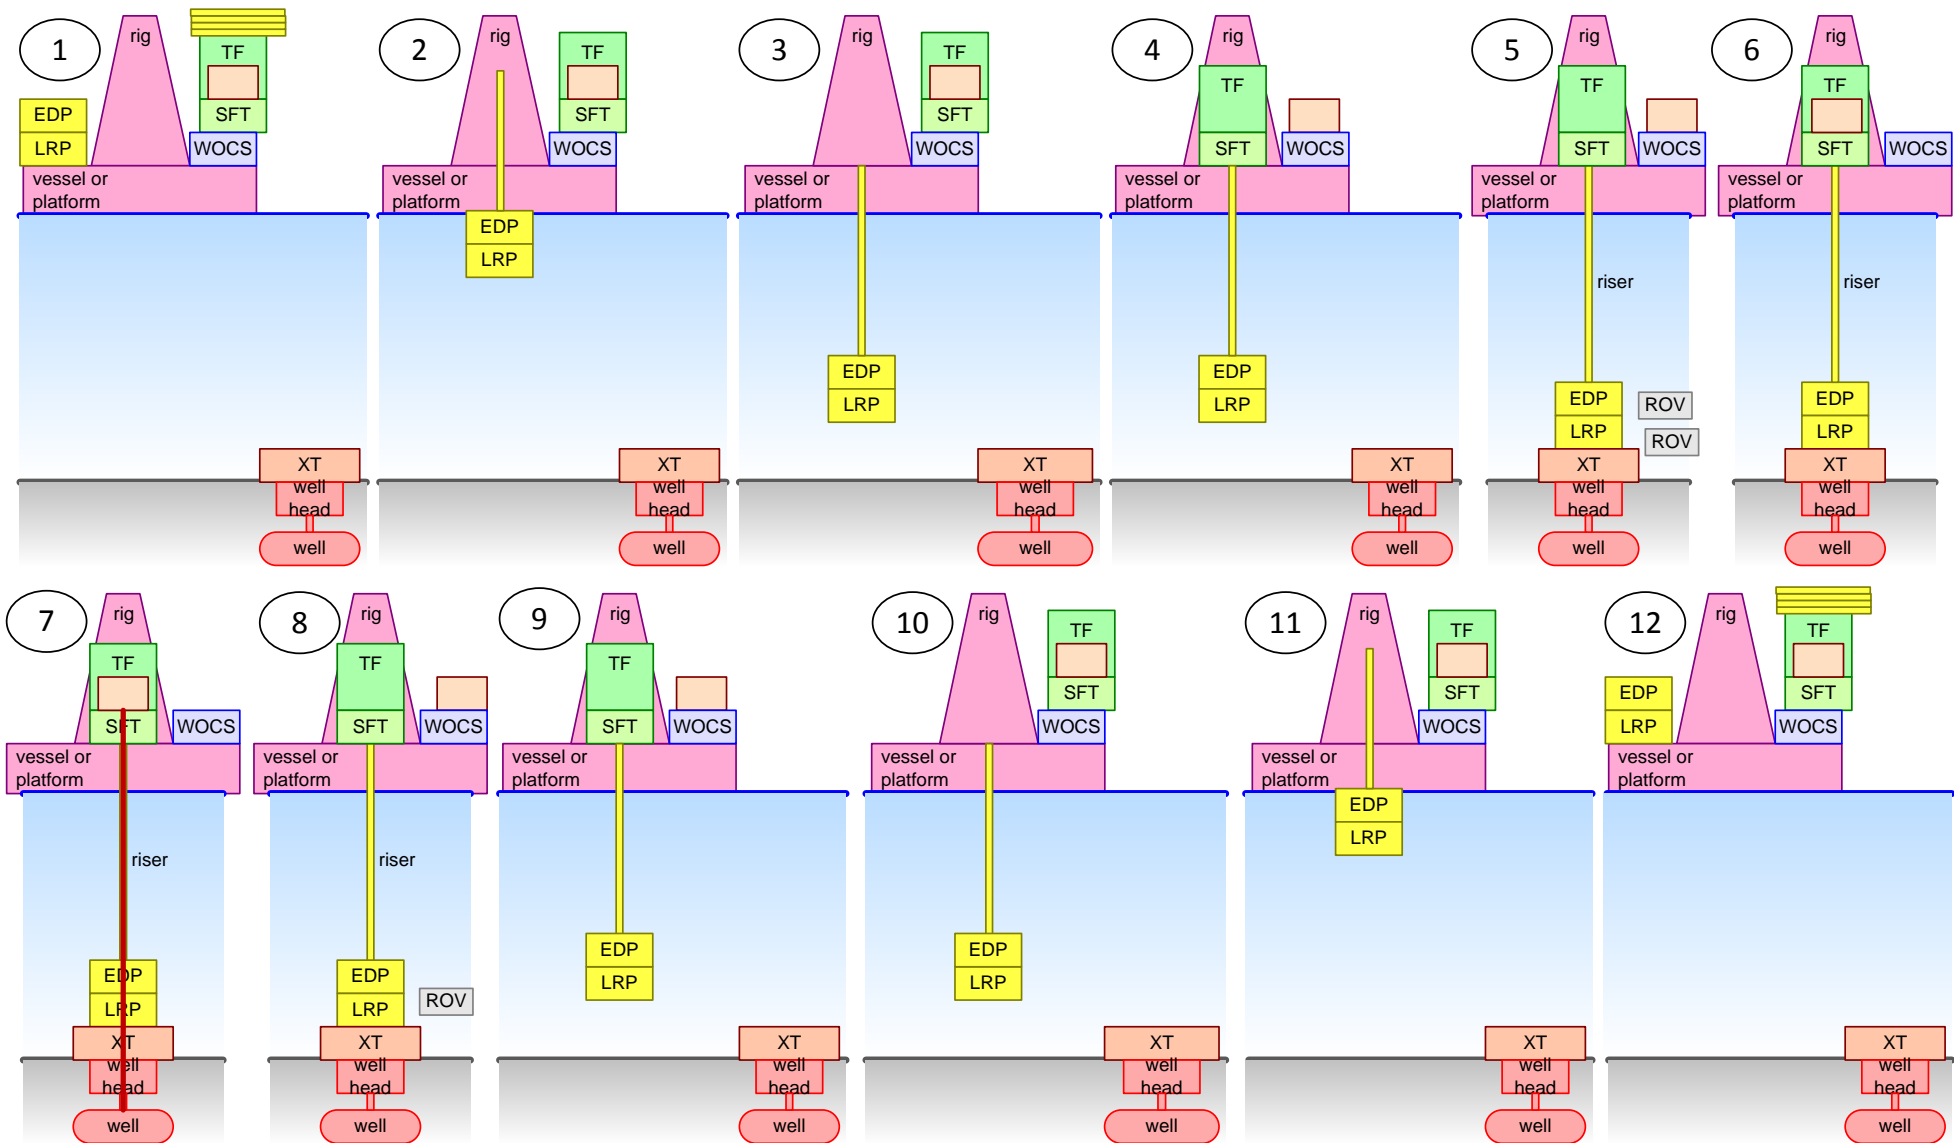 1
rig
TF
SFT
EDP
LRP
WOCS
vessel or
platform
XT
well
head
well
2
rig
TF
SFT
WOCS
vessel or
platform
EDP
LRP
XT
well
head
well
3
rig
TF
SFT
WOCS
vessel or
platform
EDP
LRP
XT
well
head
well
4
rig
TF
SFT
WOCS
vessel or
platform
EDP
LRP
XT
well
head
well
5
rig
TF
SFT
WOCS
vessel or
platform
riser
EDP
LRP
ROV
ROV
XT
well
head
well
6
rig
TF
SFT
WOCS
vessel or
platform
riser
EDP
LRP
XT
well
head
well
7
rig
TF
SFT
WOCS
vessel or
platform
riser
EDP
LRP
XT
well
head
well
8
rig
TF
SFT
WOCS
vessel or
platform
riser
EDP
LRP
ROV
XT
well
head
well
9
rig
TF
SFT
WOCS
vessel or
platform
EDP
LRP
XT
well
head
well
10
rig
TF
SFT
WOCS
vessel or
platform
EDP
LRP
XT
well
head
well
11
rig
TF
SFT
WOCS
vessel or
platform
EDP
LRP
XT
well
head
well
12
rig
TF
SFT
EDP
LRP
WOCS
vessel or
platform
XT
well
head
well